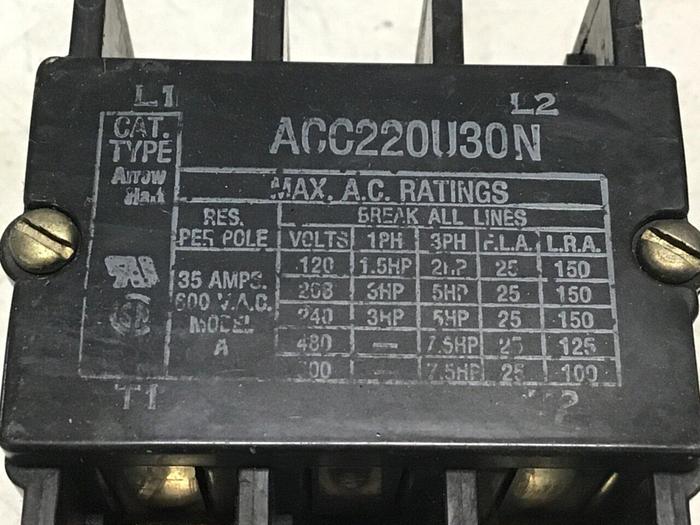 L1 L2
CAT. TYPE ACC220U30N
Arrow Hart
MAX. A.C. RATINGS
RES. PER POLE BREAK ALL LINES
VOLTS 1PH 3PH F.L.A. L.R.A.
35 AMPS. 600 V.A.C. MODEL A
120 1.5HP 2HP 25 150
208 3HP 5HP 25 150
240 3HP 5HP 25 150
480 — 7.5HP 25 125
600 — 7.5HP 25 100
T1 T2